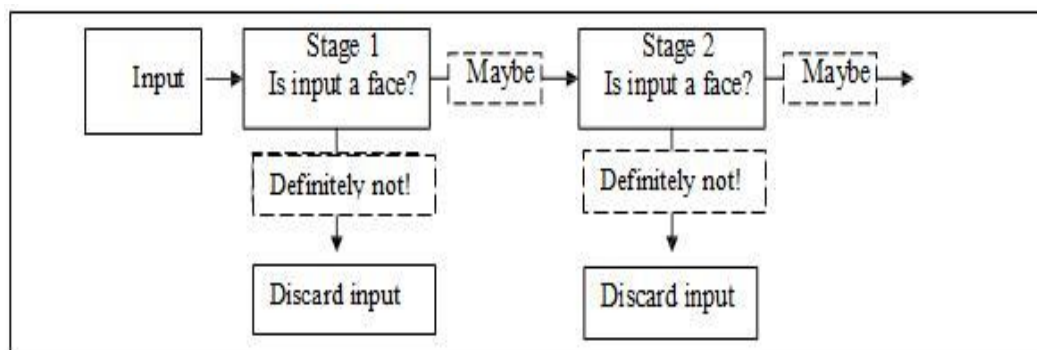 Input
Stage 1
Is input a face?
Maybe
Stage 2
Is input a face?
Maybe
Definitely not!
Definitely not!
Discard input
Discard input